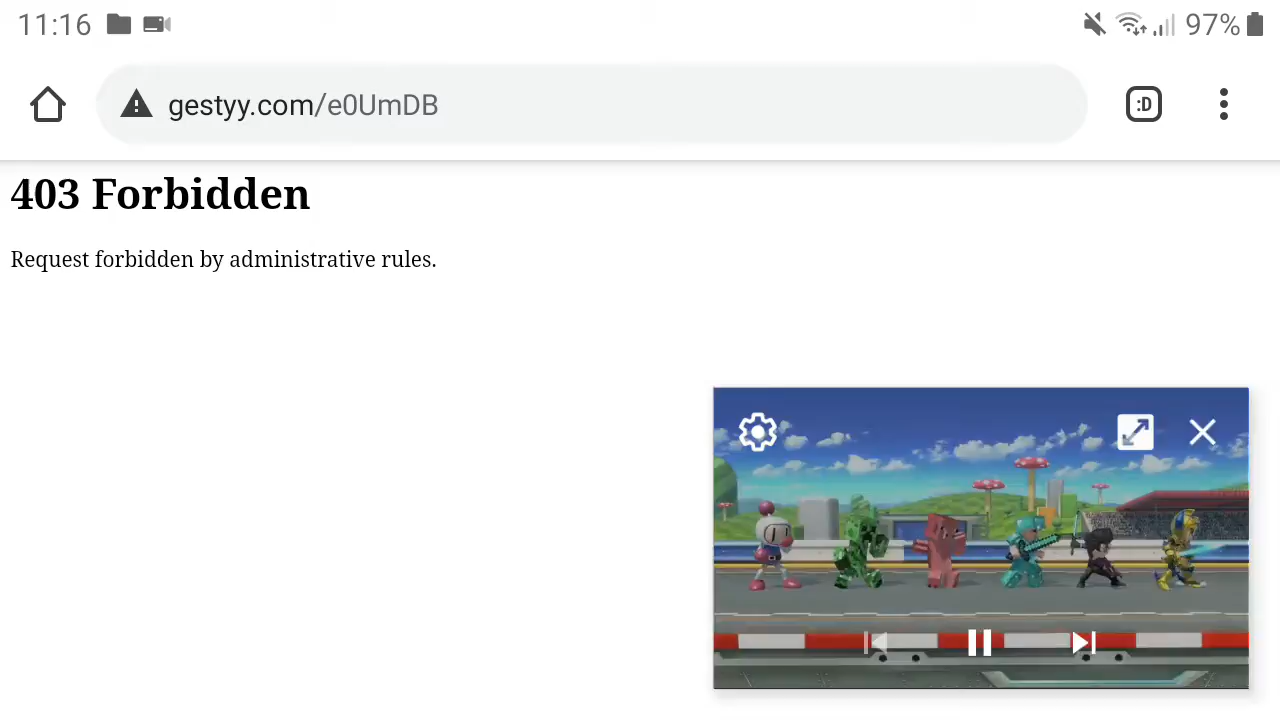 11:16
97%
gestyy.com/e0UmDB
:D
403 Forbidden
Request forbidden by administrative rules.